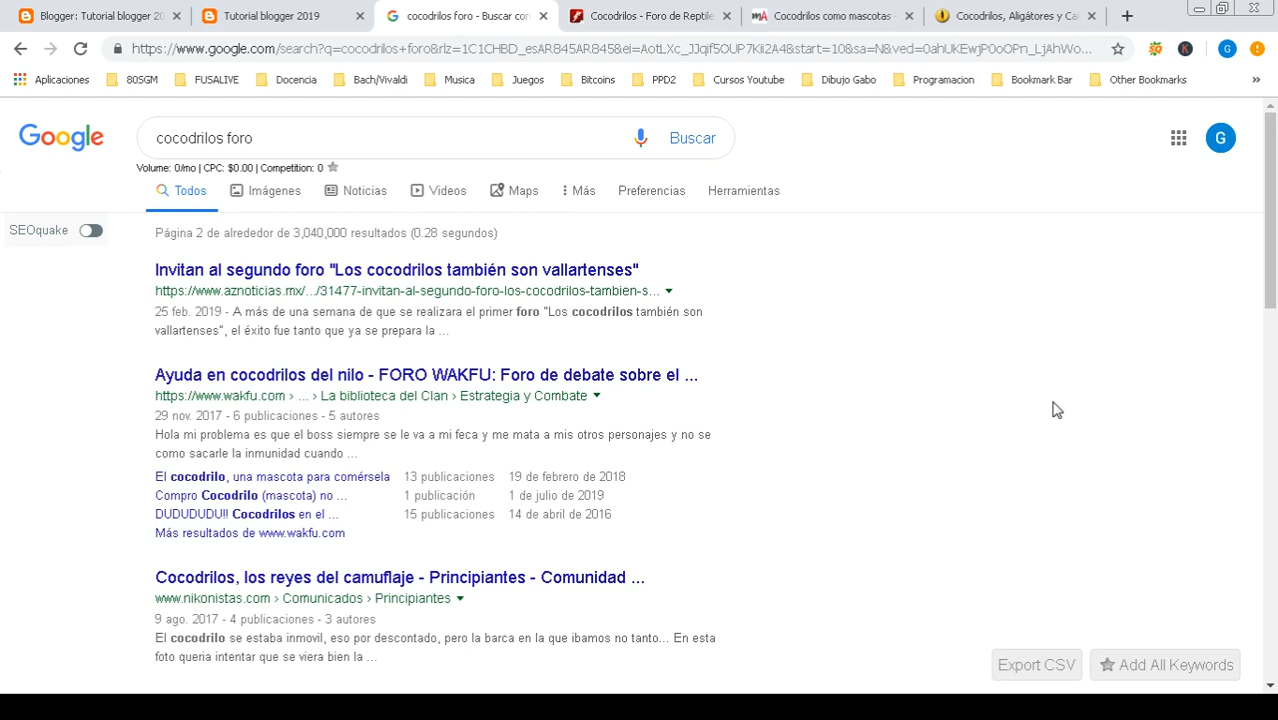 Blogger: Tutorial blogger 20
Tutorial blogger 2019
cocodrilos foro - Buscar con
Cocodrilos - Foro de Reptile
Cocodrilos como mascotas -
Cocodrilos, Aligátores y Cai
https://www.google.com/search?q=cocodrilos+foro&rlz=1C1CHBD_esAR845AR845&ei=AotLXc_JJqif5OUP7Kii2A4&start=10&sa=N&ved=0ahUKEwjP0oOPn_LjAhWo...
Aplicaciones
80SGM
FUSALIVE
Docencia
Bach/Vivaldi
Musica
Juegos
Bitcoins
PPD2
Cursos Youtube
Dibujo Gabo
Programacion
Bookmark Bar
Other Bookmarks
Google
cocodrilos foro
Buscar
G
Volume: 0/mo | CPC: $0.00 | Competition: 0
Todos
Imágenes
Noticias
Videos
Maps
Más
Preferencias
Herramientas
SEOquake
Página 2 de alrededor de 3,040,000 resultados (0.28 segundos)
Invitan al segundo foro "Los cocodrilos también son vallartenses"
https://www.aznoticias.mx/.../31477-invitan-al-segundo-foro-los-cocodrilos-tambien-s...
25 feb. 2019 - A más de una semana de que se realizara el primer foro "Los cocodrilos también son
vallartenses", el éxito fue tanto que ya se prepara la ...
Ayuda en cocodrilos del nilo - FORO WAKFU: Foro de debate sobre el ...
https://www.wakfu.com › ... › La biblioteca del Clan › Estrategia y Combate
29 nov. 2017 - 6 publicaciones - 5 autores
Hola mi problema es que el boss siempre se le va a mi feca y me mata a mis otros personajes y no se
como sacarle la inmunidad cuando ...
El cocodrilo, una mascota para comérsela 13 publicaciones 19 de febrero de 2018
Compro Cocodrilo (mascota) no ... 1 publicación 1 de julio de 2019
DUDUDUDU!! Cocodrilos en el ... 15 publicaciones 14 de abril de 2016
Más resultados de www.wakfu.com
Cocodrilos, los reyes del camuflaje - Principiantes - Comunidad ...
www.nikonistas.com › Comunicados › Principiantes
9 ago. 2017 - 4 publicaciones - 3 autores
El cocodrilo se estaba inmovil, eso por descontado, pero la barca en la que ibamos no tanto... En esta
foto queria intentar que se viera bien la ...
Export CSV
Add All Keywords